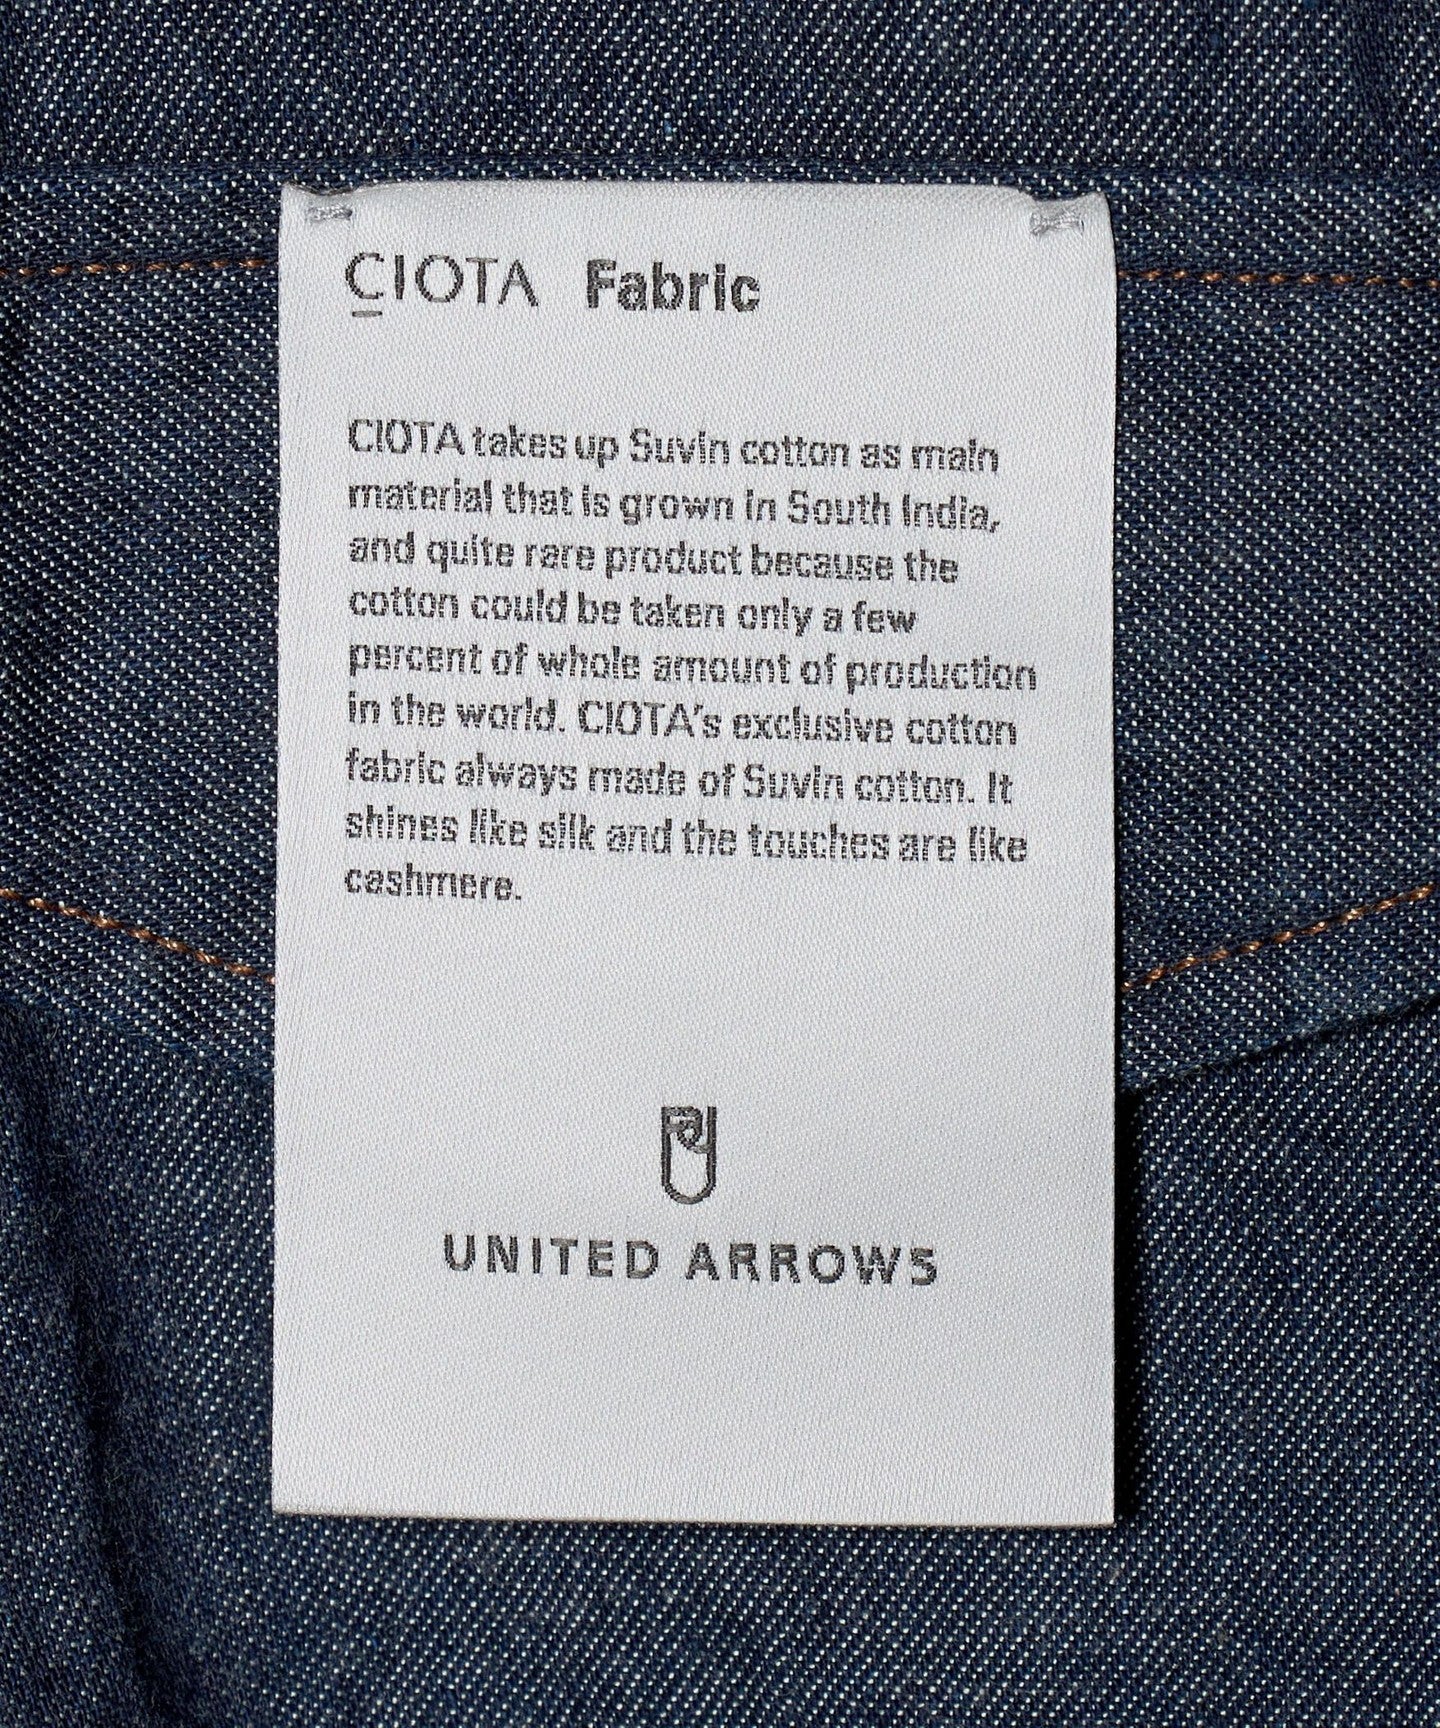 CIOTA Fabric
CIOTA takes up Suvin cotton as main
material that is grown in South India,
and quite rare product because the
cotton could be taken only a few
percent of whole amount of production
in the world. CIOTA's exclusive cotton
fabric always made of Suvin cotton. It
shines like silk and the touches are like
cashmere.
UNITED ARROWS